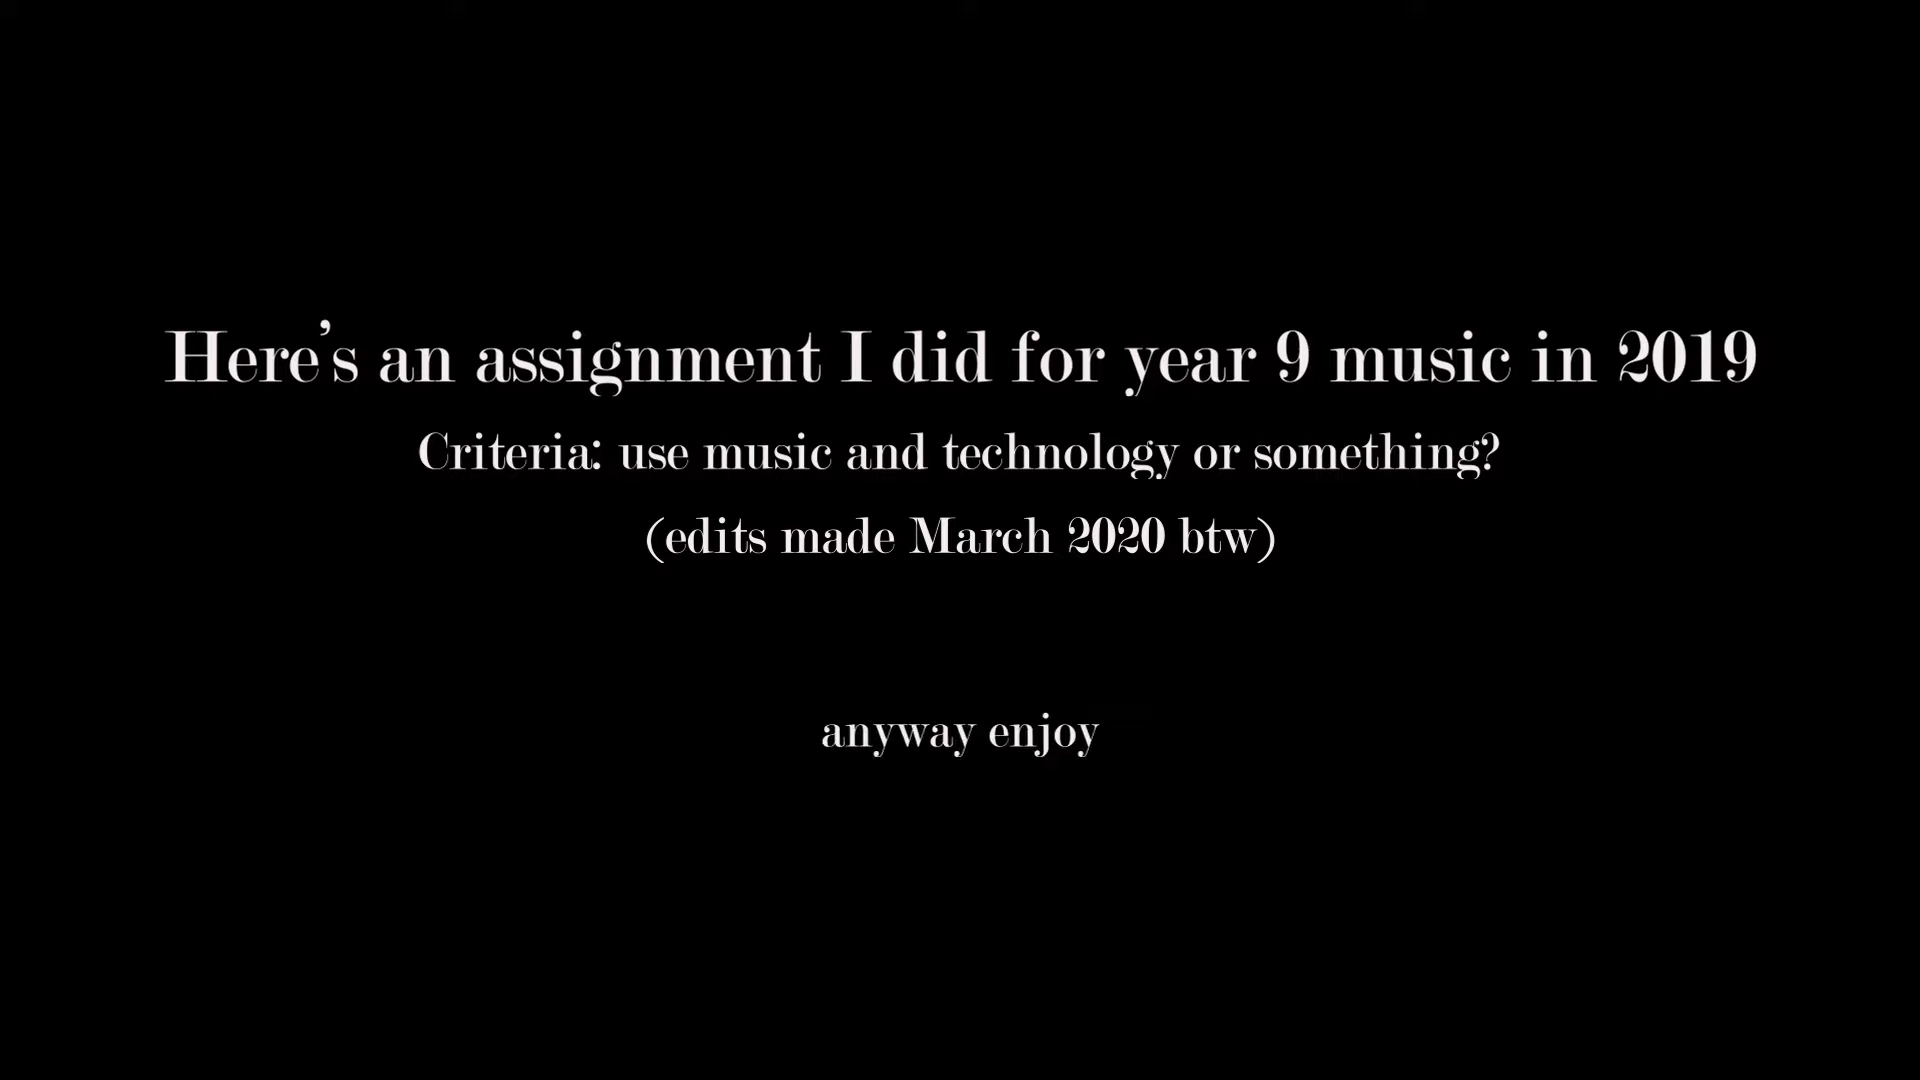 Here’s an assignment I did for year 9 music in 2019
Criteria: use music and technology or something?
(edits made March 2020 btw)
anyway enjoy